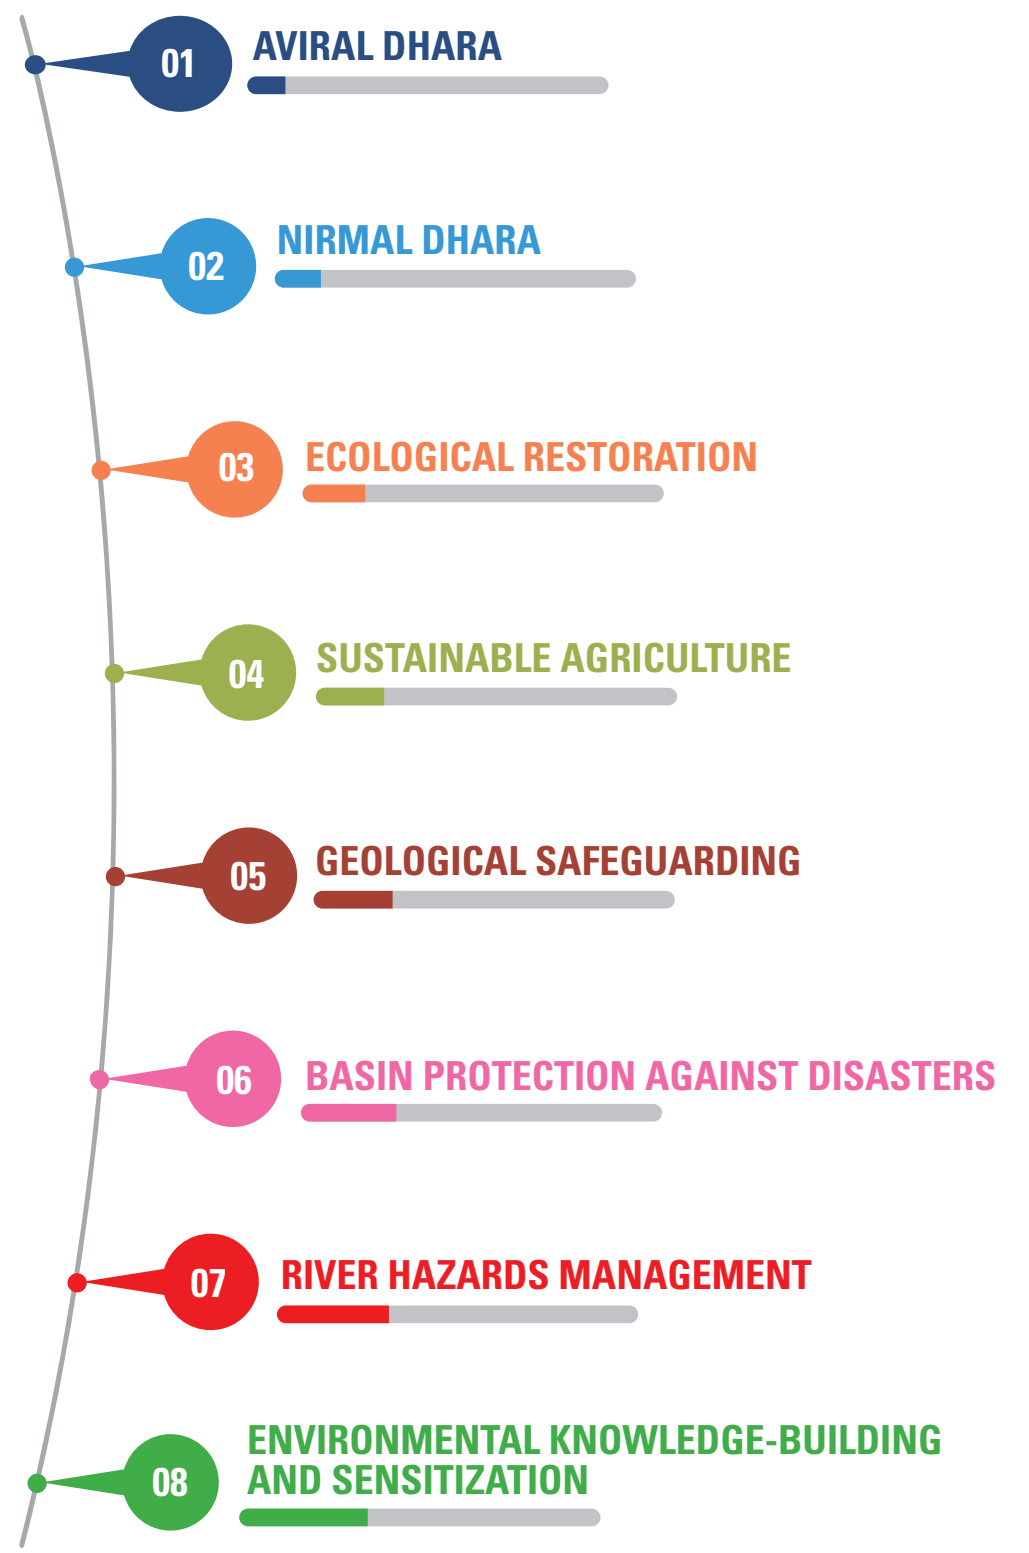 01
AVIRAL DHARA
02
NIRMAL DHARA
03
ECOLOGICAL RESTORATION
04
SUSTAINABLE AGRICULTURE
05
GEOLOGICAL SAFEGUARDING
06
BASIN PROTECTION AGAINST DISASTERS
07
RIVER HAZARDS MANAGEMENT
08
ENVIRONMENTAL KNOWLEDGE-BUILDING
AND SENSITIZATION